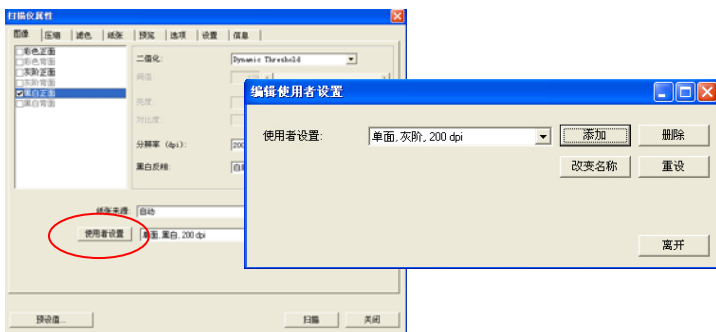 扫描仪属性
图像 压缩 滤色 纸张 预览 选项 设置 信息
彩色正面
彩色背面
灰阶正面
灰阶背面
黑白正面
黑白背面
二值化: Dynamic Threshold
阈值:
亮度:
对比度:
分辨率 (dpi): 200
黑白反相:
纸张来源: 自动
使用者设置 单面,黑白,200 dpi
预设值... 扫描 关闭
编辑使用者设置
使用者设置: 单面,灰阶,200 dpi 添加 删除
改变名称 重设
离开